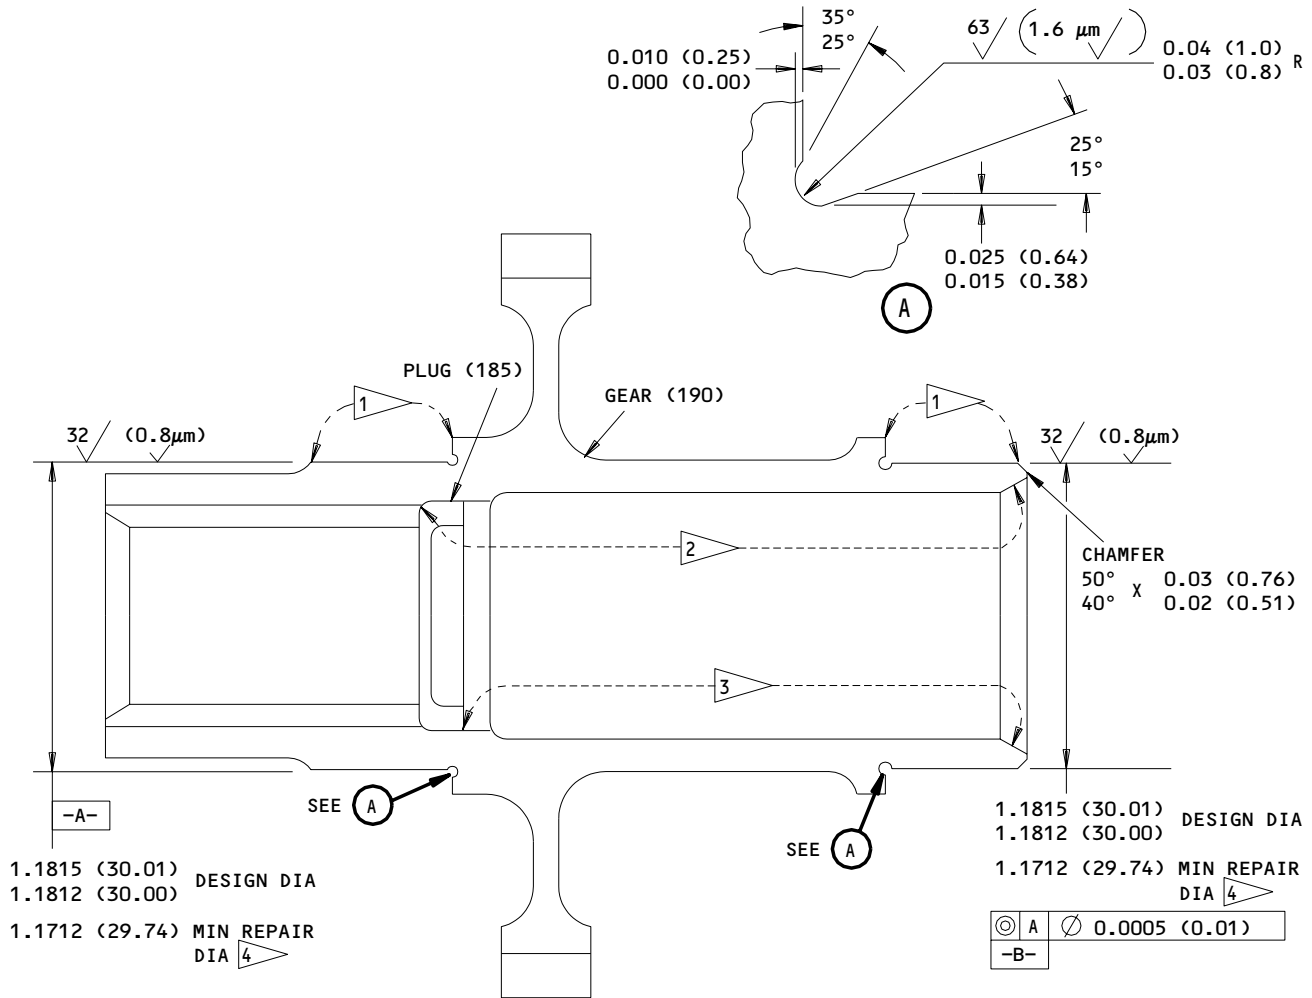 35°
25°
63 (1.6 μm)
0.04 (1.0)
0.03 (0.8) R
0.010 (0.25)
0.000 (0.00)
25°
15°
0.025 (0.64)
0.015 (0.38)
A
PLUG (185)
GEAR (190)
1
1
32 (0.8μm)
32 (0.8μm)
2
CHAMFER
50° X 0.03 (0.76)
40° 0.02 (0.51)
3
SEE A
-A-
SEE A
1.1815 (30.01)
1.1812 (30.00) DESIGN DIA
1.1712 (29.74) MIN REPAIR
DIA 4
1.1815 (30.01)
1.1812 (30.00) DESIGN DIA
1.1712 (29.74) MIN REPAIR
DIA 4
◎ A ∅ 0.0005 (0.01)
-B-